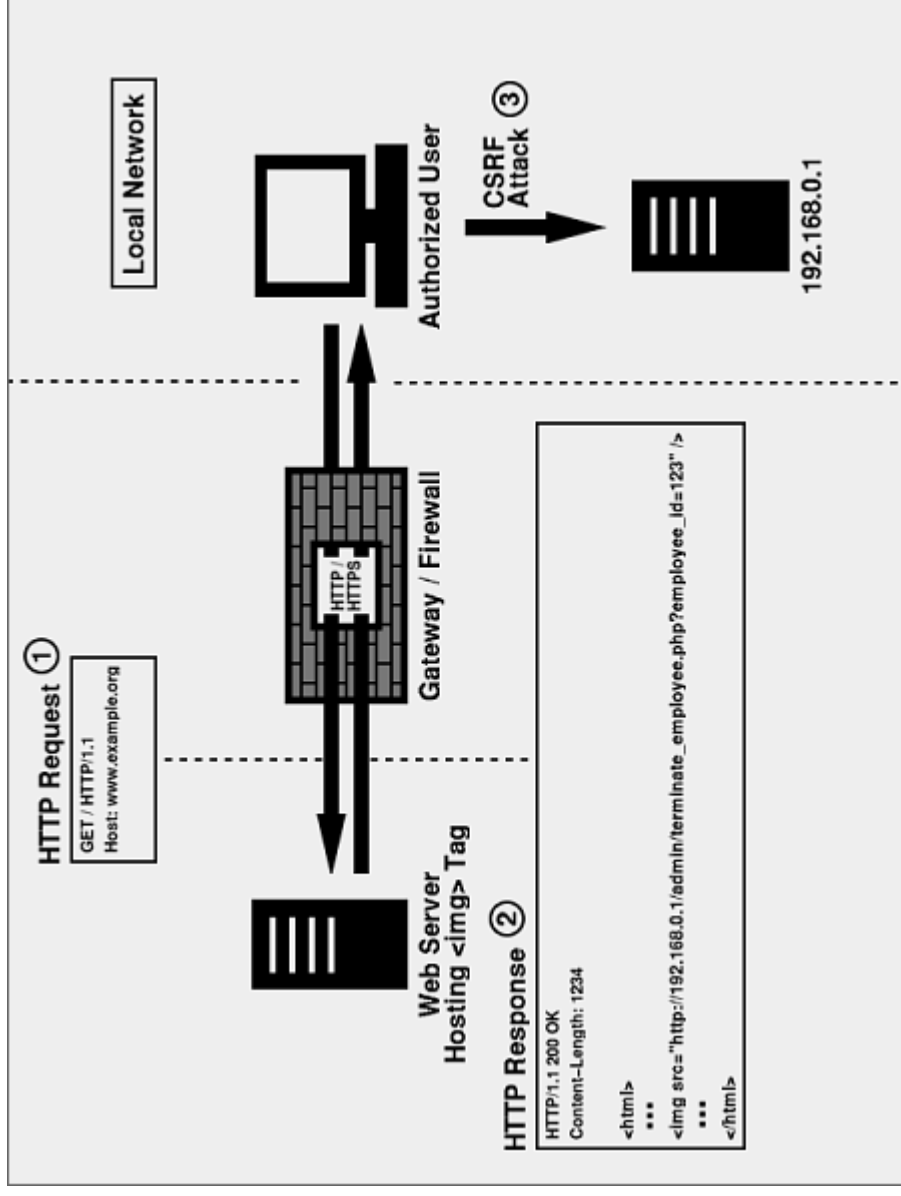 HTTP Request ①
GET / HTTP/1.1
Host: www.example.org
Local Network
HTTP /
HTTPS
Web Server
Hosting <img> Tag
Gateway / Firewall
Authorized User
HTTP Response ②
HTTP/1.1 200 OK
Content-Length: 1234
<html>
•••
<img src="http://192.168.0.1/admin/terminate_employee.php?employee_id=123" />
•••
</html>
CSRF
Attack ③
192.168.0.1